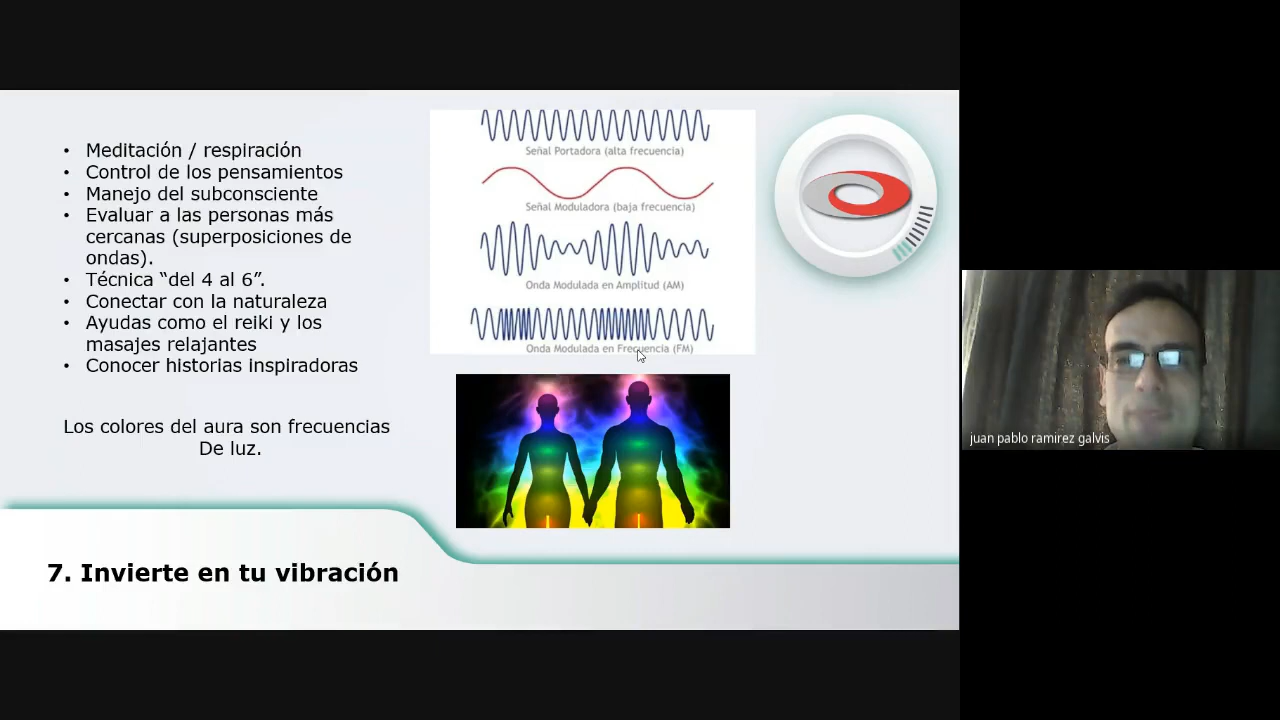 • Meditación / respiración
• Control de los pensamientos
• Manejo del subconsciente
• Evaluar a las personas más
cercanas (superposiciones de
ondas).
• Técnica “del 4 al 6”.
• Conectar con la naturaleza
• Ayudas como el reiki y los
masajes relajantes
• Conocer historias inspiradoras
Los colores del aura son frecuencias
De luz.
Señal Portadora (alta frecuencia)
Señal Moduladora (baja frecuencia)
Onda Modulada en Amplitud (AM)
Onda Modulada en Frecuencia (FM)
7. Invierte en tu vibración
juan pablo ramirez galvis